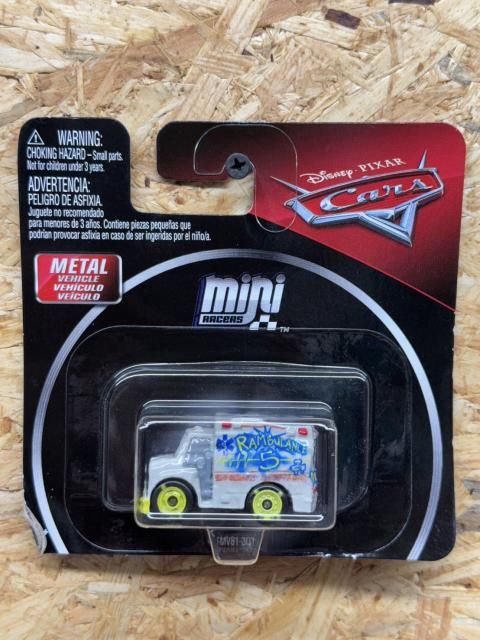 WARNING:
CHOKING HAZARD – Small parts.
Not for children under 3 years.
ADVERTENCIA:
PELIGRO DE ASFIXIA.
Juguete no recomendado
para menores de 3 años. Contiene piezas pequeñas que
podrían provocar asfixia en caso de ser ingeridas por el niño/a.
Disney · PIXAR
Cars
METAL
VEHICLE
VEHÍCULO
VEÍCULO
mini
RACERS
TM
RAMBULANCE
#5